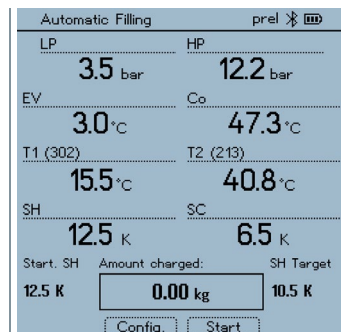 Automatic Filling prel
LP HP
3.5 bar 12.2 bar
EV Co
3.0 °C 47.3 °C
T1 (302) T2 (213)
15.5 °C 40.8 °C
SH SC
12.5 K 6.5 K
Start. SH Amount charged: SH Target
12.5 K 0.00 kg 10.5 K
Config. Start